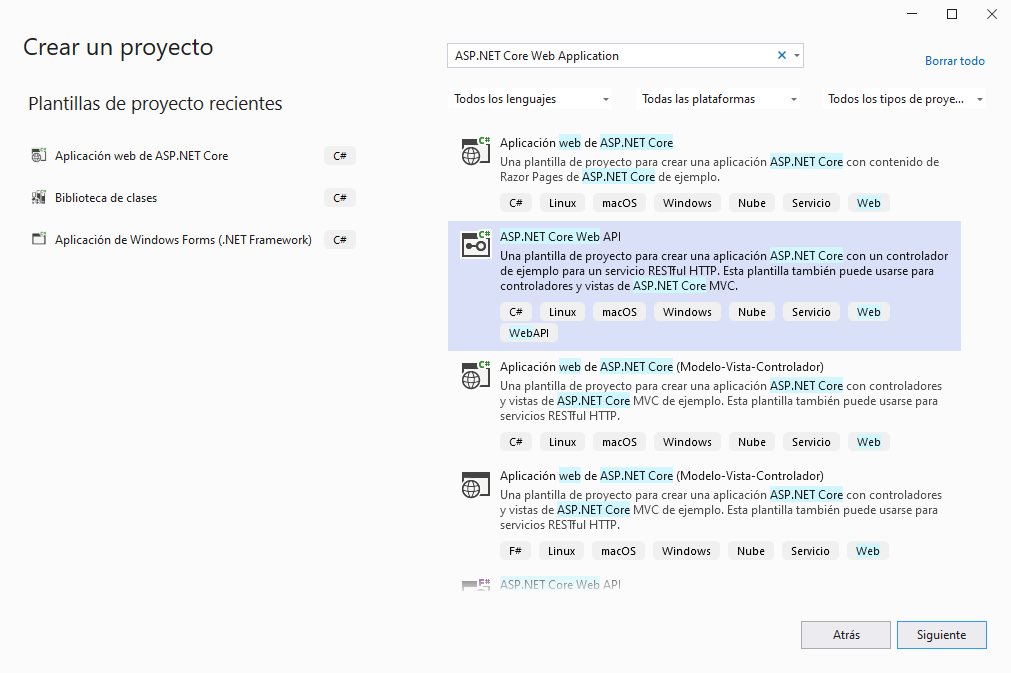 Crear un proyecto
ASP.NET Core Web Application
Borrar todo
Plantillas de proyecto recientes
Todos los lenguajes
Todas las plataformas
Todos los tipos de proye...
Aplicación web de ASP.NET Core
C#
Biblioteca de clases
C#
Aplicación de Windows Forms (.NET Framework)
C#
C#
Aplicación web de ASP.NET Core
Una plantilla de proyecto para crear una aplicación ASP.NET Core con contenido de
Razor Pages de ASP.NET Core de ejemplo.
C# Linux macOS Windows Nube Servicio Web
C#
ASP.NET Core Web API
Una plantilla de proyecto para crear una aplicación ASP.NET Core con un controlador
de ejemplo para un servicio RESTful HTTP. Esta plantilla también puede usarse para
controladores y vistas de ASP.NET Core MVC.
C# Linux macOS Windows Nube Servicio Web
WebAPI
C#
Aplicación web de ASP.NET Core (Modelo-Vista-Controlador)
Una plantilla de proyecto para crear una aplicación ASP.NET Core con controladores
y vistas de ASP.NET Core MVC de ejemplo. Esta plantilla también puede usarse para
servicios RESTful HTTP.
C# Linux macOS Windows Nube Servicio Web
Aplicación web de ASP.NET Core (Modelo-Vista-Controlador)
Una plantilla de proyecto para crear una aplicación ASP.NET Core con controladores
y vistas de ASP.NET Core MVC de ejemplo. Esta plantilla también puede usarse para
servicios RESTful HTTP.
F# Linux macOS Windows Nube Servicio Web
F#
ASP.NET Core Web API
Atrás
Siguiente